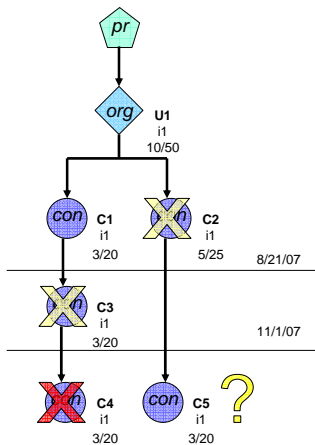 pr
org
U1
i1
10/50
con
C1
i1
3/20
C2
i1
5/25
8/21/07
C3
i1
3/20
11/1/07
C4
i1
3/20
con
C5
i1
3/20
?